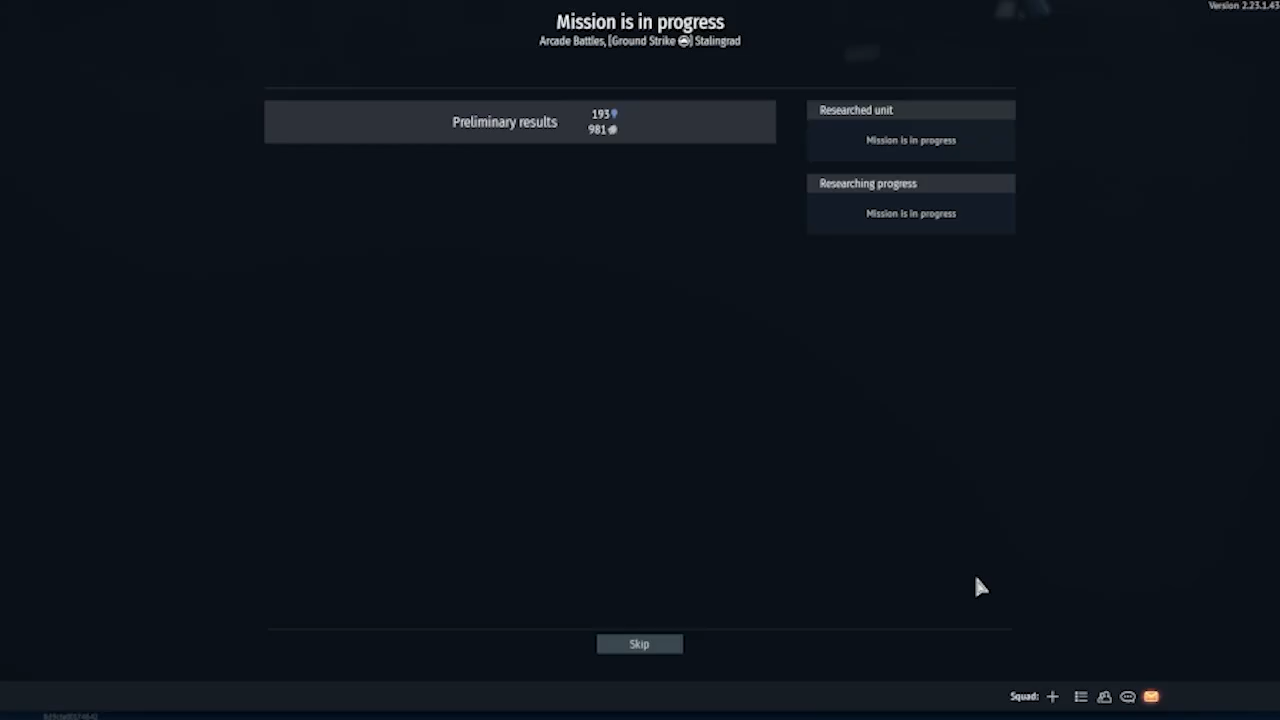 Version 2.23.1.43
Mission is in progress
Arcade Battles, [Ground Strike] Stalingrad
Preliminary results
193
981
Researched unit
Mission is in progress
Researching progress
Mission is in progress
Skip
Squad: